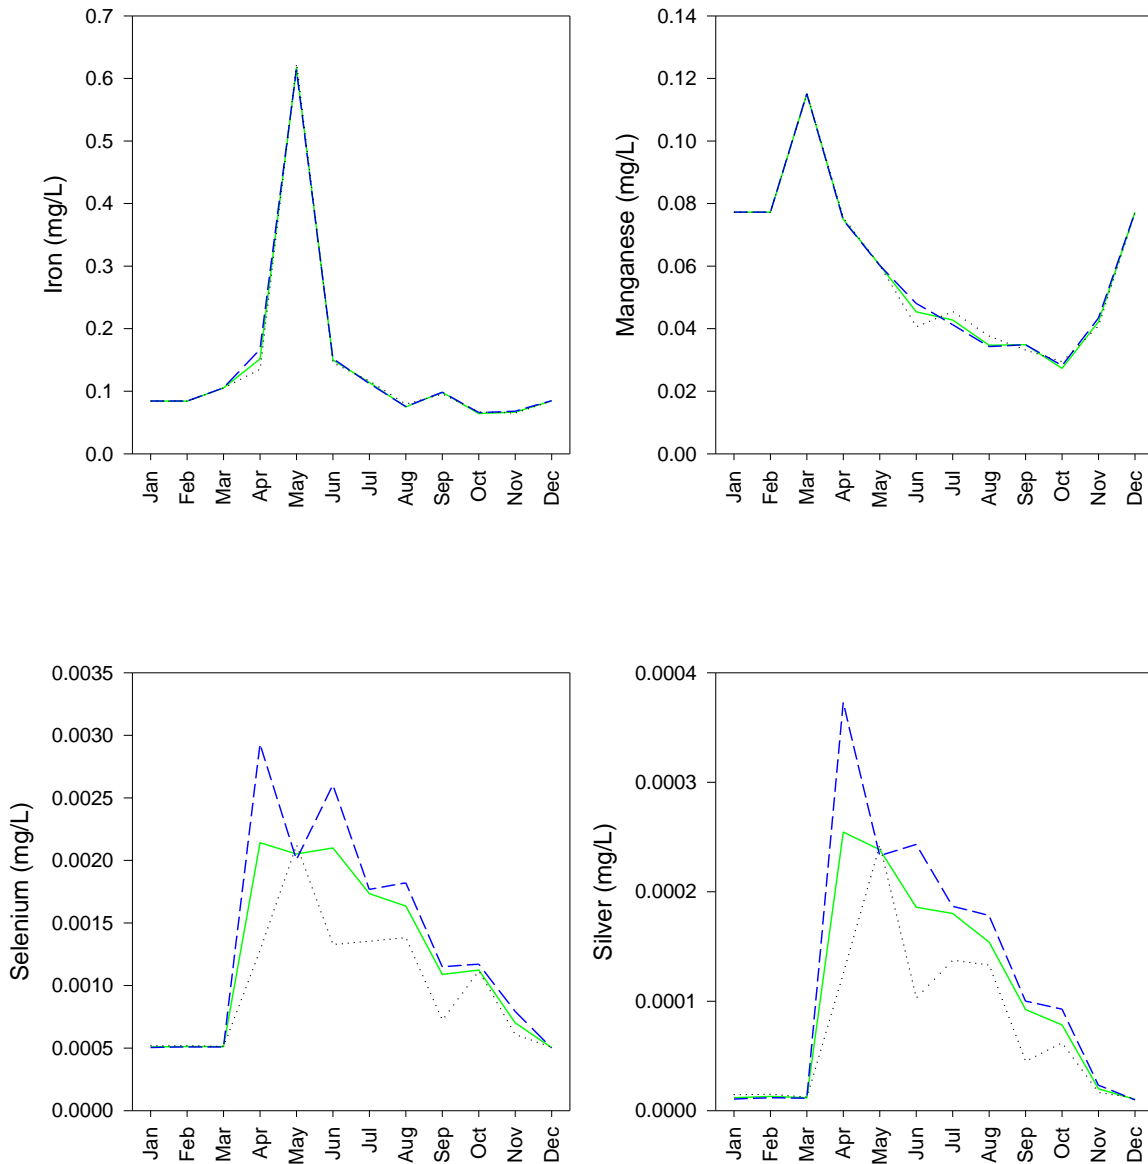 Iron (mg/L)
0.7
0.6
0.5
0.4
0.3
0.2
0.1
0.0
Jan
Feb
Mar
Apr
May
Jun
Jul
Aug
Sep
Oct
Nov
Dec
Manganese (mg/L)
0.14
0.12
0.10
0.08
0.06
0.04
0.02
0.00
Jan
Feb
Mar
Apr
May
Jun
Jul
Aug
Sep
Oct
Nov
Dec
Selenium (mg/L)
0.0035
0.0030
0.0025
0.0020
0.0015
0.0010
0.0005
0.0000
Jan
Feb
Mar
Apr
May
Jun
Jul
Aug
Sep
Oct
Nov
Dec
Silver (mg/L)
0.0004
0.0003
0.0002
0.0001
0.0000
Jan
Feb
Mar
Apr
May
Jun
Jul
Aug
Sep
Oct
Nov
Dec